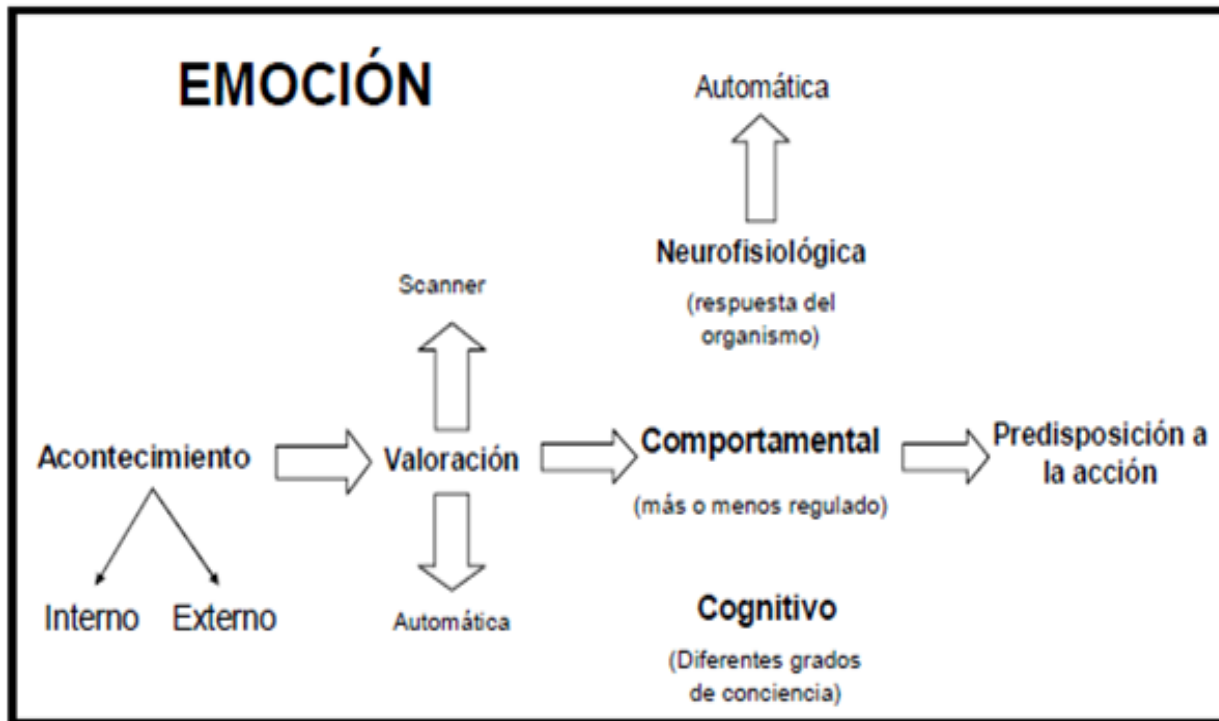 EMOCIÓN
Automática
Neurofisiológica
(respuesta del
organismo)
Scanner
Acontecimiento
Valoración
Comportamental
(más o menos regulado)
Predisposición a
la acción
Interno
Externo
Automática
Cognitivo
(Diferentes grados
de conciencia)